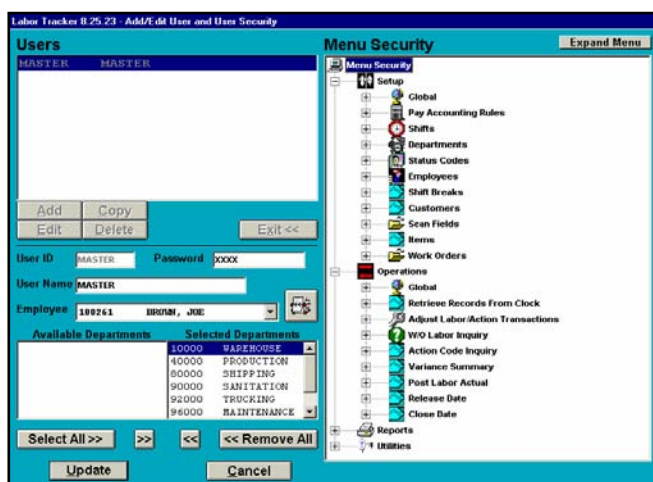 Labor Tracker 8.25.23 - Add/Edit User and User Security
Users
MASTER MASTER
Add Copy
Edit Delete Exit <<
User ID MASTER Password xxxx
User Name MASTER
Employee 100261 BROWN, JOE
Available Departments Selected Departments
10000 WAREHOUSE
40000 PRODUCTION
80000 SHIPPING
90000 SANITATION
92000 TRUCKING
96000 MAINTENANCE
Select All >> >> << << Remove All
Update Cancel
Menu Security Expand Menu
Menu Security
Setup
Global
Pay Accounting Rules
Shifts
Departments
Status Codes
Employees
Shift Breaks
Customers
Scan Fields
Items
Work Orders
Operations
Global
Retrieve Records From Clock
Adjust Labor/Action Transactions
W/O Labor Inquiry
Action Code Inquiry
Variance Summary
Post Labor Actual
Release Date
Close Date
Reports
Utilities